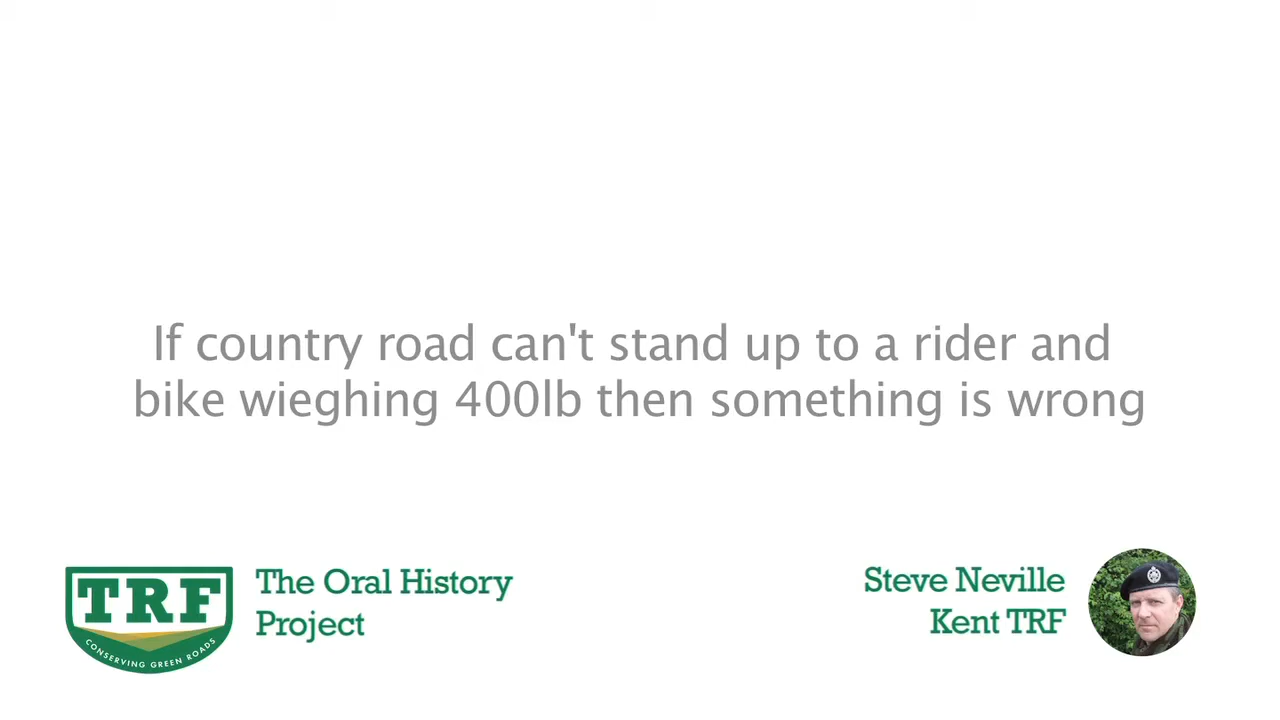 If country road can't stand up to a rider and
bike wieghing 400lb then something is wrong
TRF
CONSERVING GREEN ROADS
The Oral History
Project
Steve Neville
Kent TRF